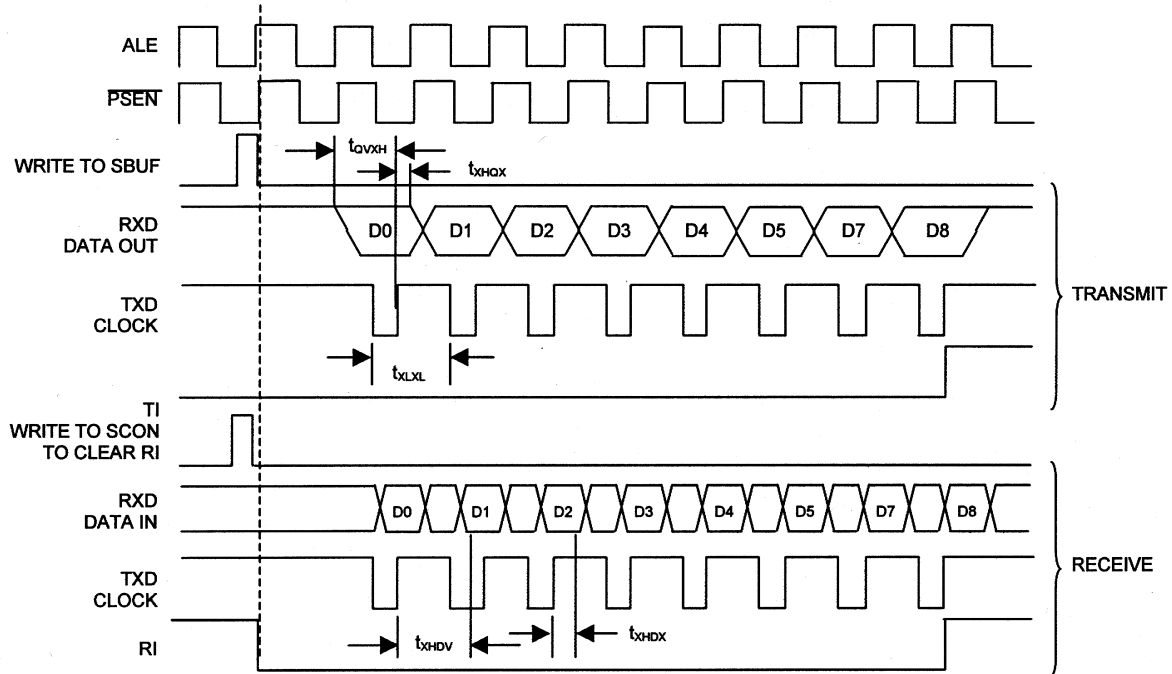 ALE
PSEN
tQVXH
WRITE TO SBUF
tXHQX
RXD
DATA OUT
D0 D1 D2 D3 D4 D5 D7 D8
TRANSMIT
TXD
CLOCK
tXLXL
TI
WRITE TO SCON
TO CLEAR RI
RXD
DATA IN
D0 D1 D2 D3 D4 D5 D7 D8
RECEIVE
TXD
CLOCK
tXHDV
tXHDX
RI